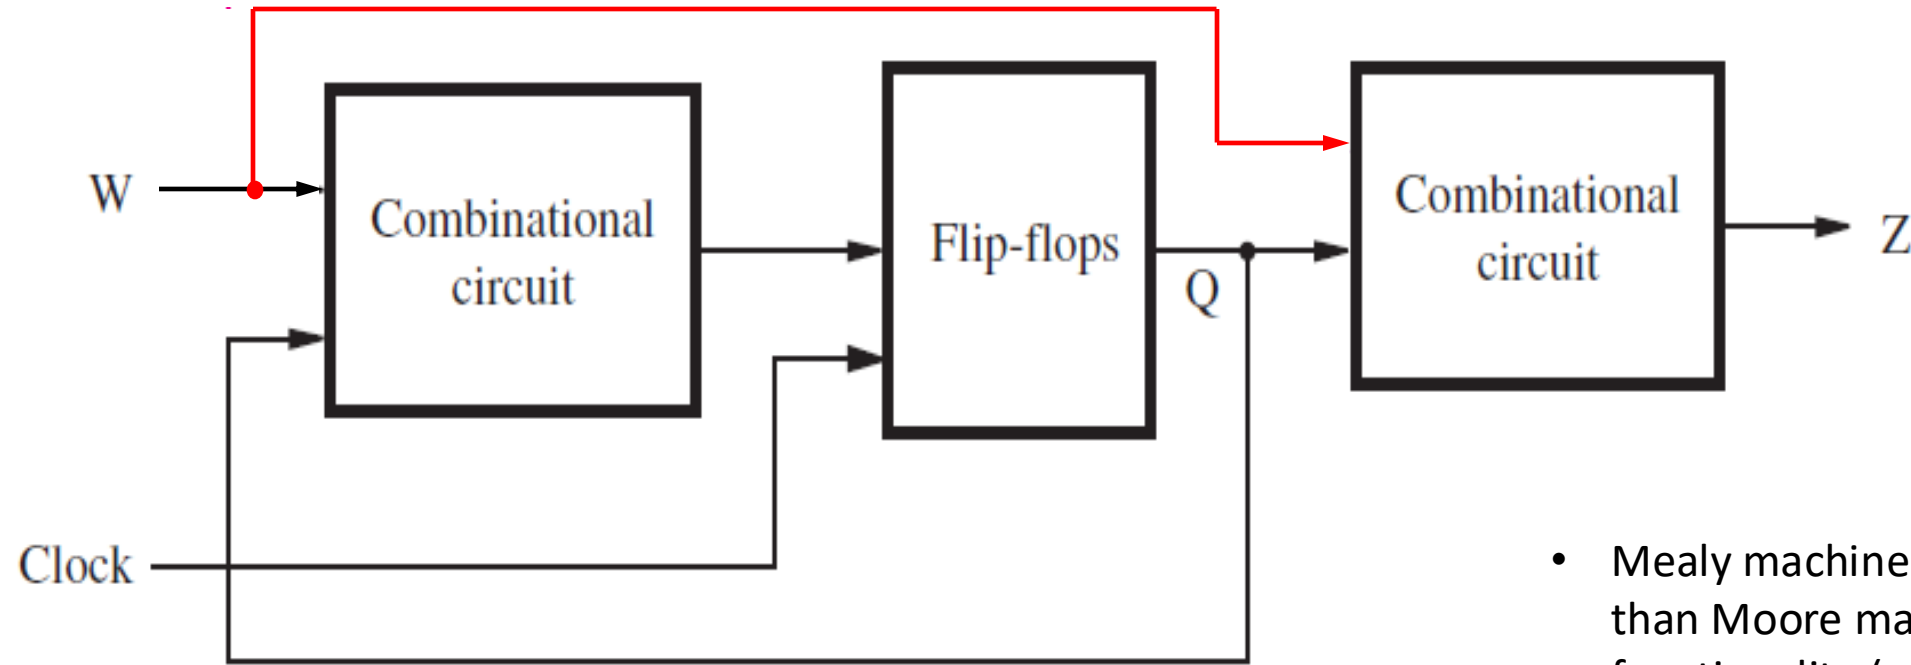 W
Combinational
circuit
Flip-flops
Q
Combinational
circuit
Z
Clock
• Mealy machine
than Moore ma